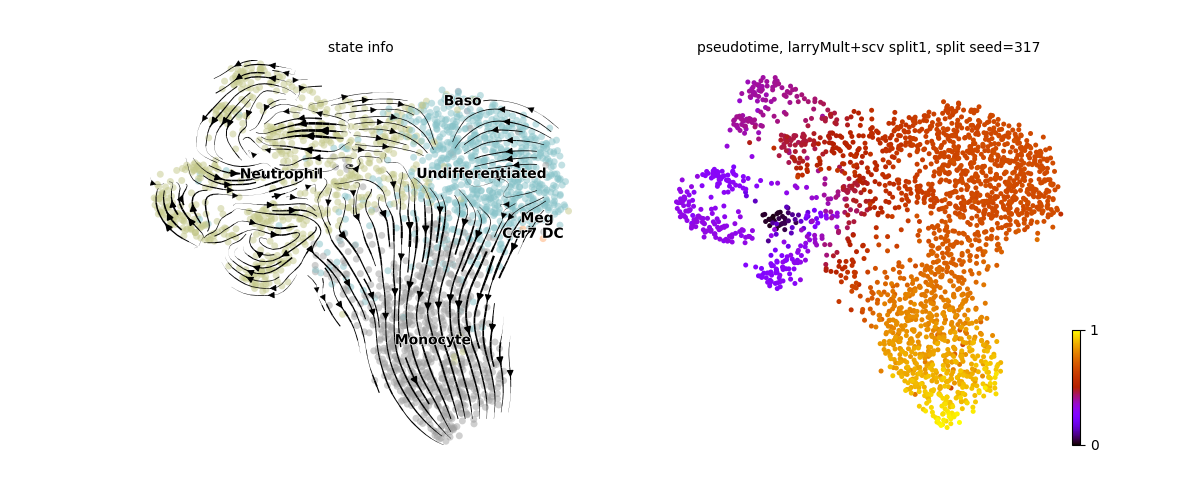 state info
pseudotime, larryMult+scv split1, split seed=317
Baso
Neutrophil
Undifferentiated
Meg
Ccr7 DC
Monocyte
1
0